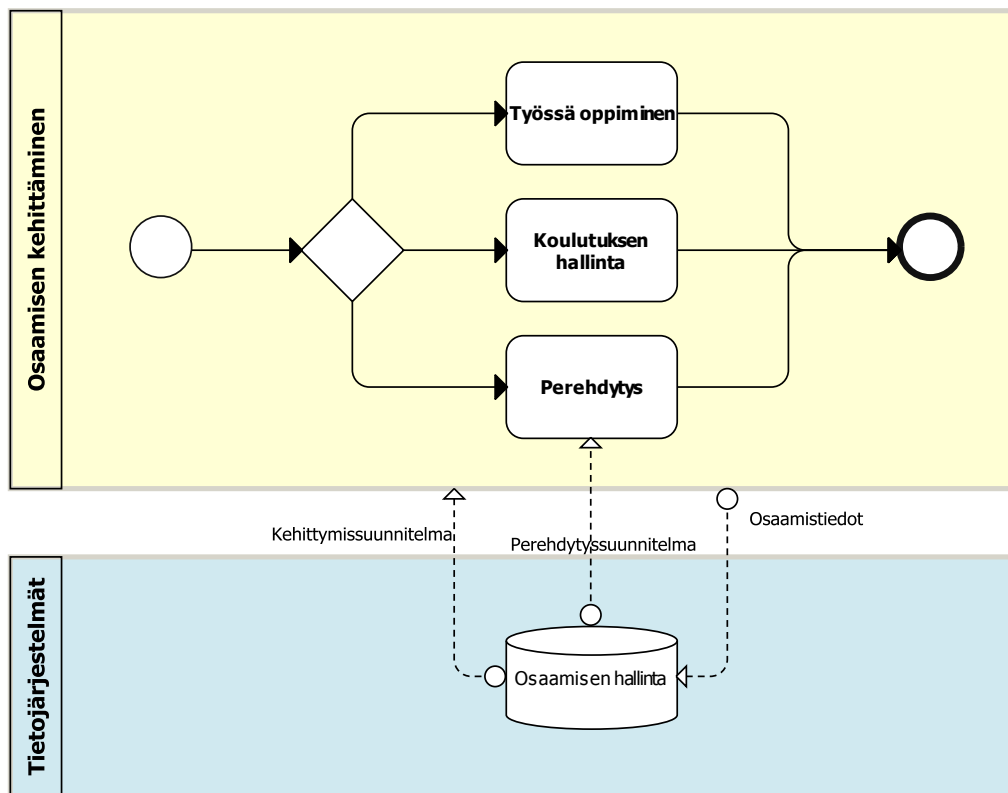 Osaamisen kehittäminen
Työssä oppiminen
Koulutuksen
hallinta
Perehdytys
Kehittymissuunnitelma
Perehdytyssuunnitelma
Osaamistiedot
Tietojärjestelmät
Osaamisen hallinta